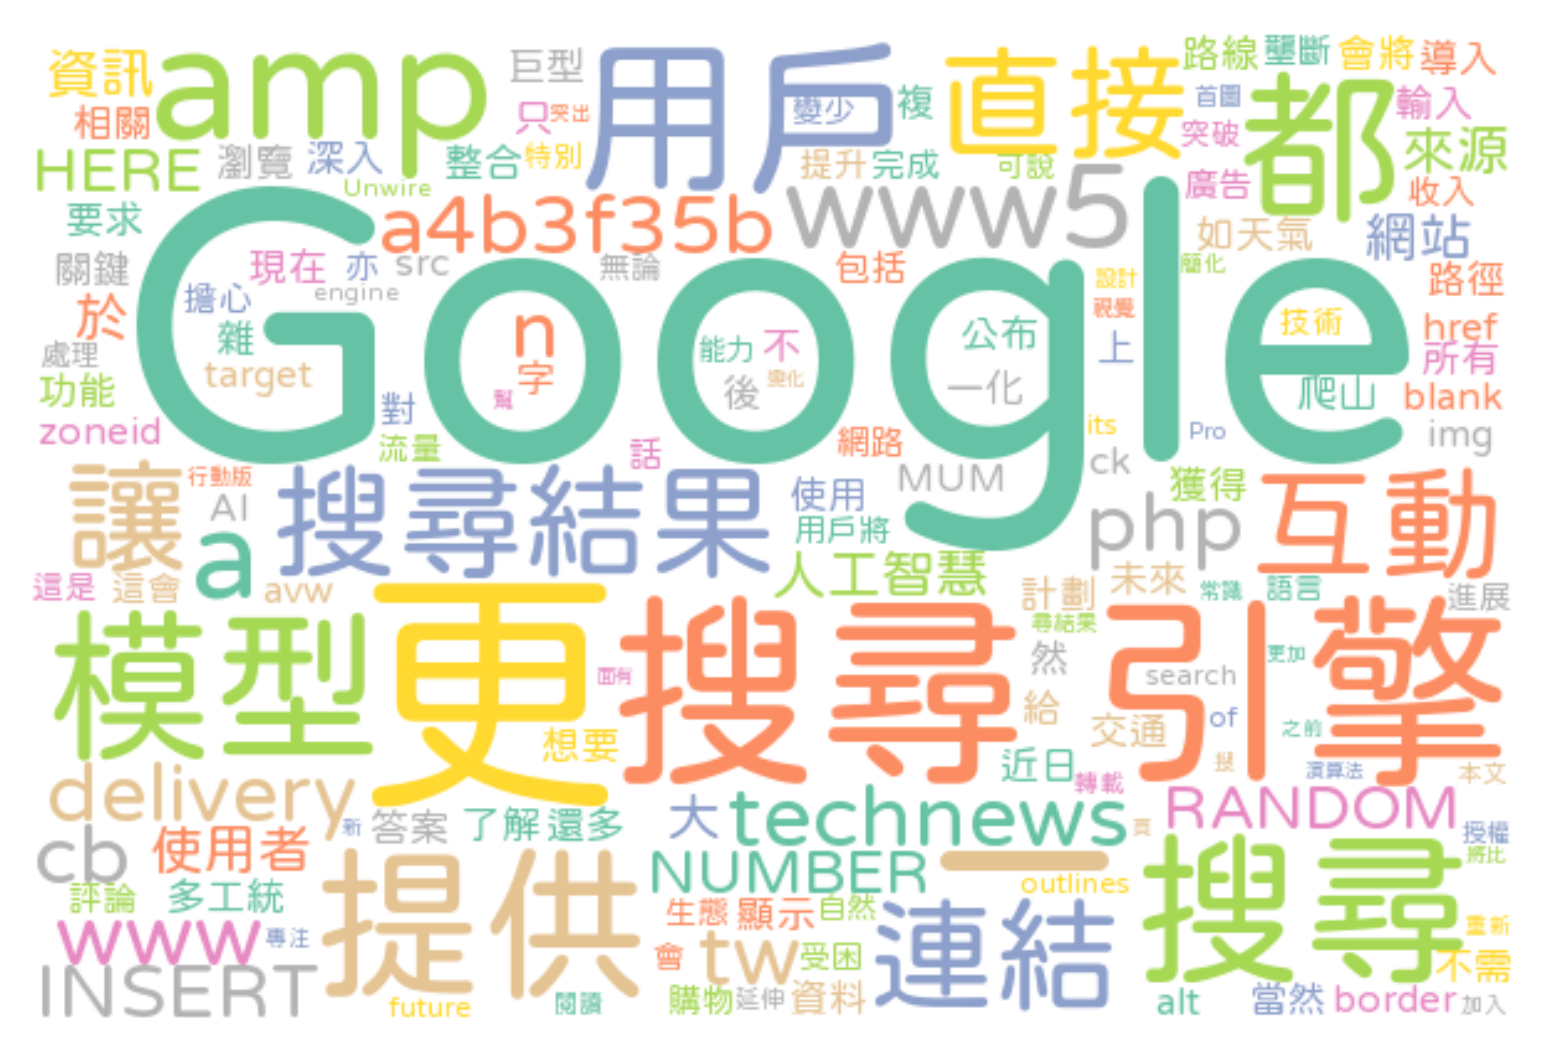 資訊 amp 巨型 用戶 直接 路線 壟斷 會將 導入
相關 只 突出 變少 複 首圖 都 輸入
HERE 瀏覽 深入 整合 特別 提升 完成 可說 突破 來源
Unwire 廣告 收入
要求 a4b3f35b www5 如天氣 網站
關鍵 現在 亦 src 無論 包括 設計 簡化 路徑
擔心 engine Google 視覺
於 雜 n 能力 不 公布 上 技術 href
處理 target 字 後 變化 一化 所有
功能 對 幫 爬山 blank
zoneid 流量 話 網路 its Pro img
讓 行動版 搜尋結果 使用 MUM ck 獲得 互動
AI 用戶將 php
a 人工智慧
這是 這會 avw 計劃 未來 常識 語言 進展
模型 更 搜尋 尋結果 引擎
面有 然 search 更加
想要 給 交通 of 之前
delivery 近日 轉載 搜 演算法 本文
cb 新 答案 了解 還多 大 technews 頁 RANDOM 授權
使用者 NUMBER 一 將比
評論 多工統 提供 outlines 搜尋
www 專注 生態 顯示 自然 連結 重新
INSERT 會 tw 受困 不需
future 閱讀 購物 延伸 資料 alt 當然 border 加入